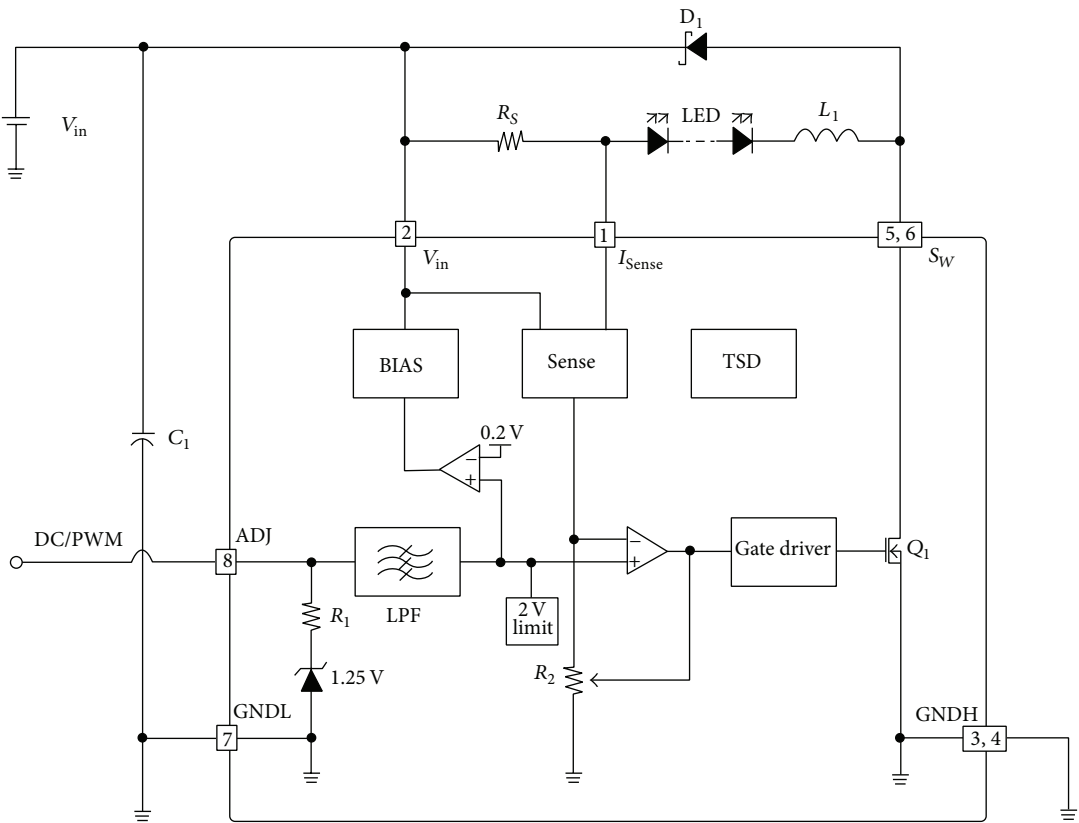 D1
Vin
RS
LED
L1
2
1
5, 6
Vin
ISense
SW
BIAS
Sense
TSD
C1
0.2 V
−
+
DC/PWM
ADJ
8
LPF
−
+
Gate driver
Q1
2 V
limit
R1
R2
1.25 V
GNDL
7
GNDH
3, 4